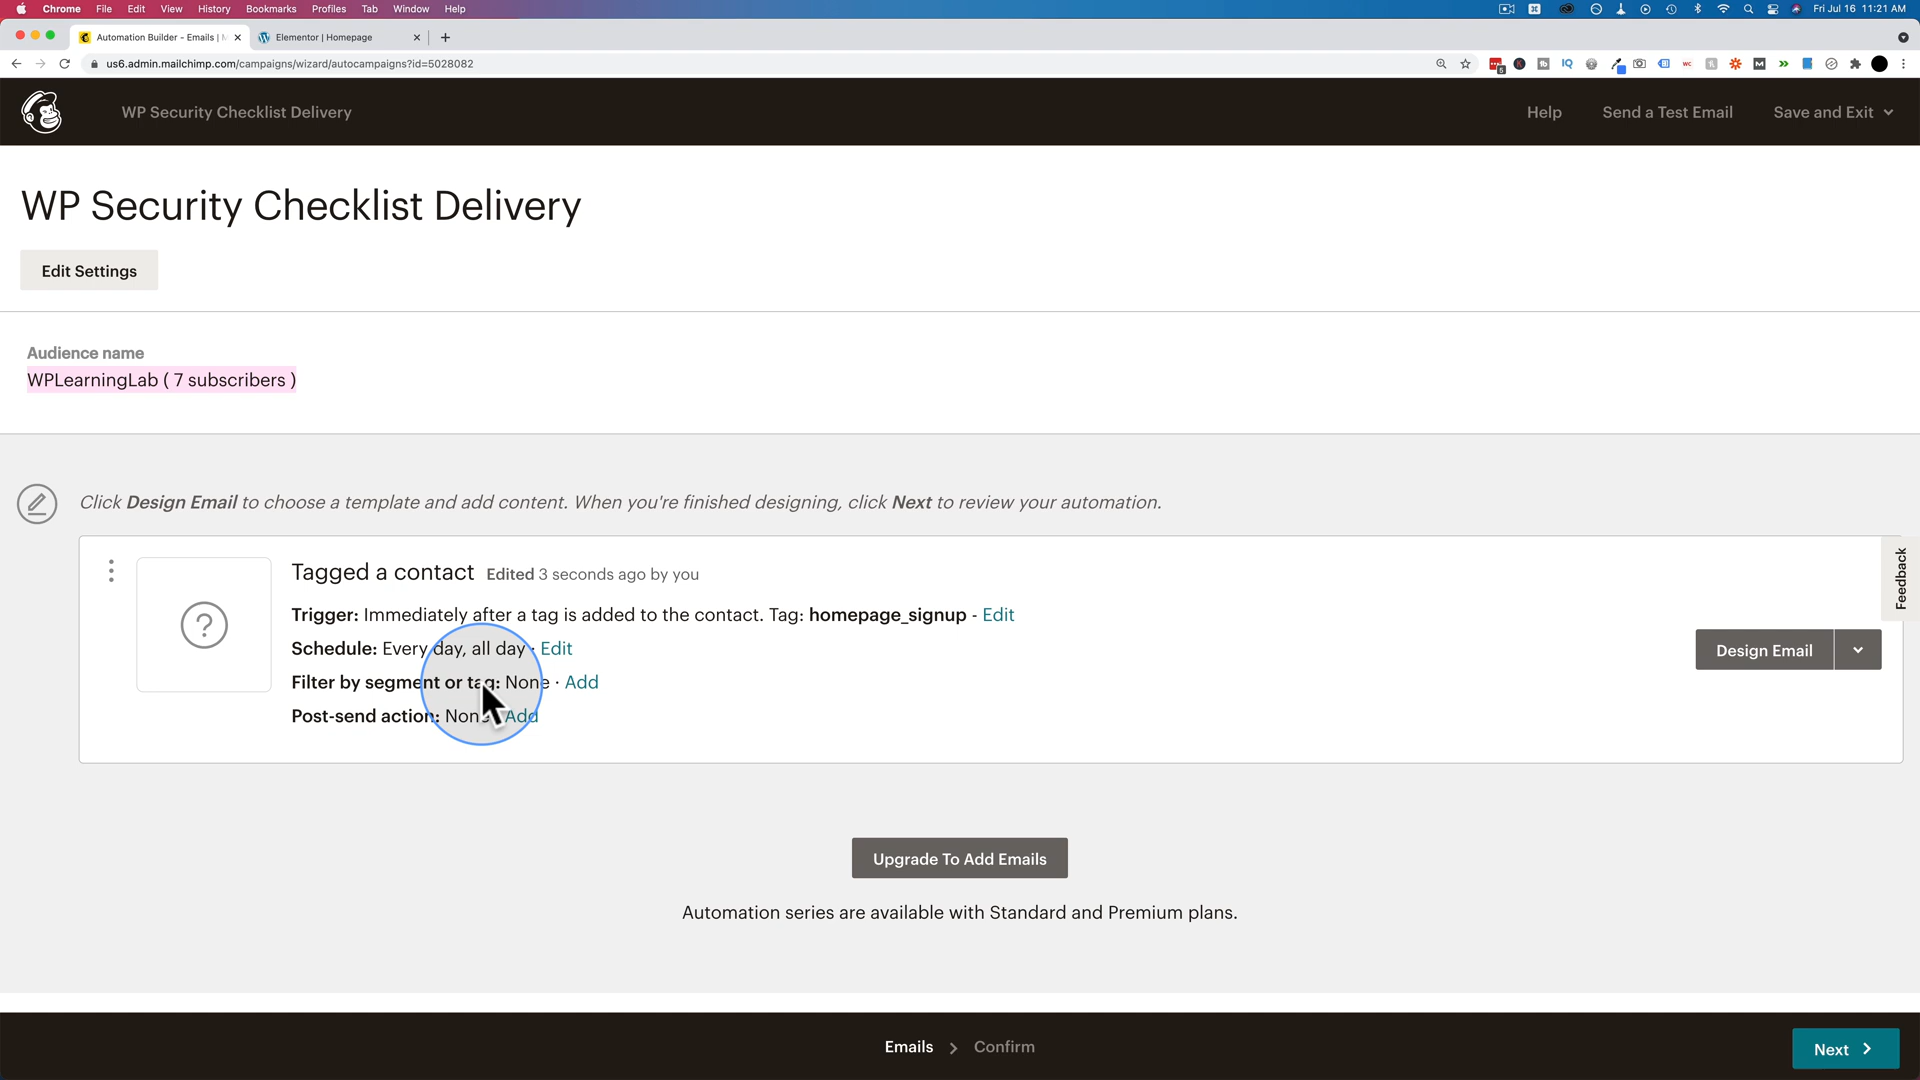 Chrome File Edit View History Bookmarks Profiles Tab Window Help Fri Jul 16 11:21 AM
Automation Builder - Emails | M Elementor | Homepage
us6.admin.mailchimp.com/campaigns/wizard/autocampaigns?id=5028082
WP Security Checklist Delivery Help Send a Test Email Save and Exit
WP Security Checklist Delivery
Edit Settings
Audience name
WPLearningLab ( 7 subscribers )
Click Design Email to choose a template and add content. When you're finished designing, click Next to review your automation.
Tagged a contact Edited 3 seconds ago by you
Trigger: Immediately after a tag is added to the contact. Tag: homepage_signup - Edit
Schedule: Every day, all day · Edit
Filter by segment or tag: None · Add
Post-send action: None Add
Design Email
Feedback
Upgrade To Add Emails
Automation series are available with Standard and Premium plans.
Emails > Confirm
Next >